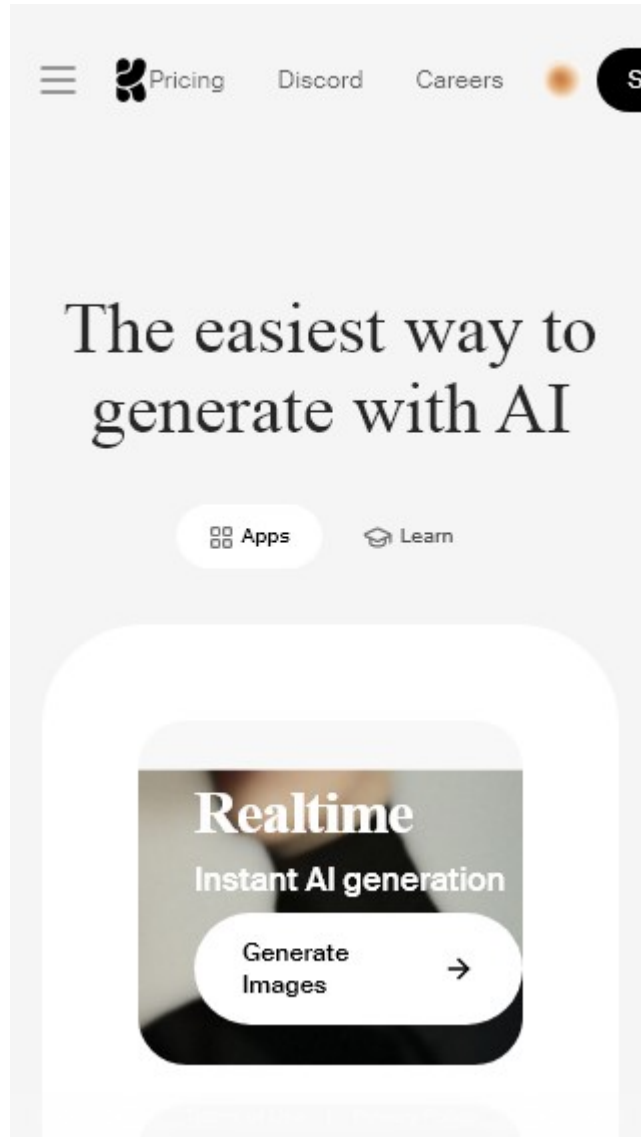 Pricing Discord Careers S
The easiest way to
generate with AI
Apps Learn
Realtime
Instant AI generation
Generate
Images